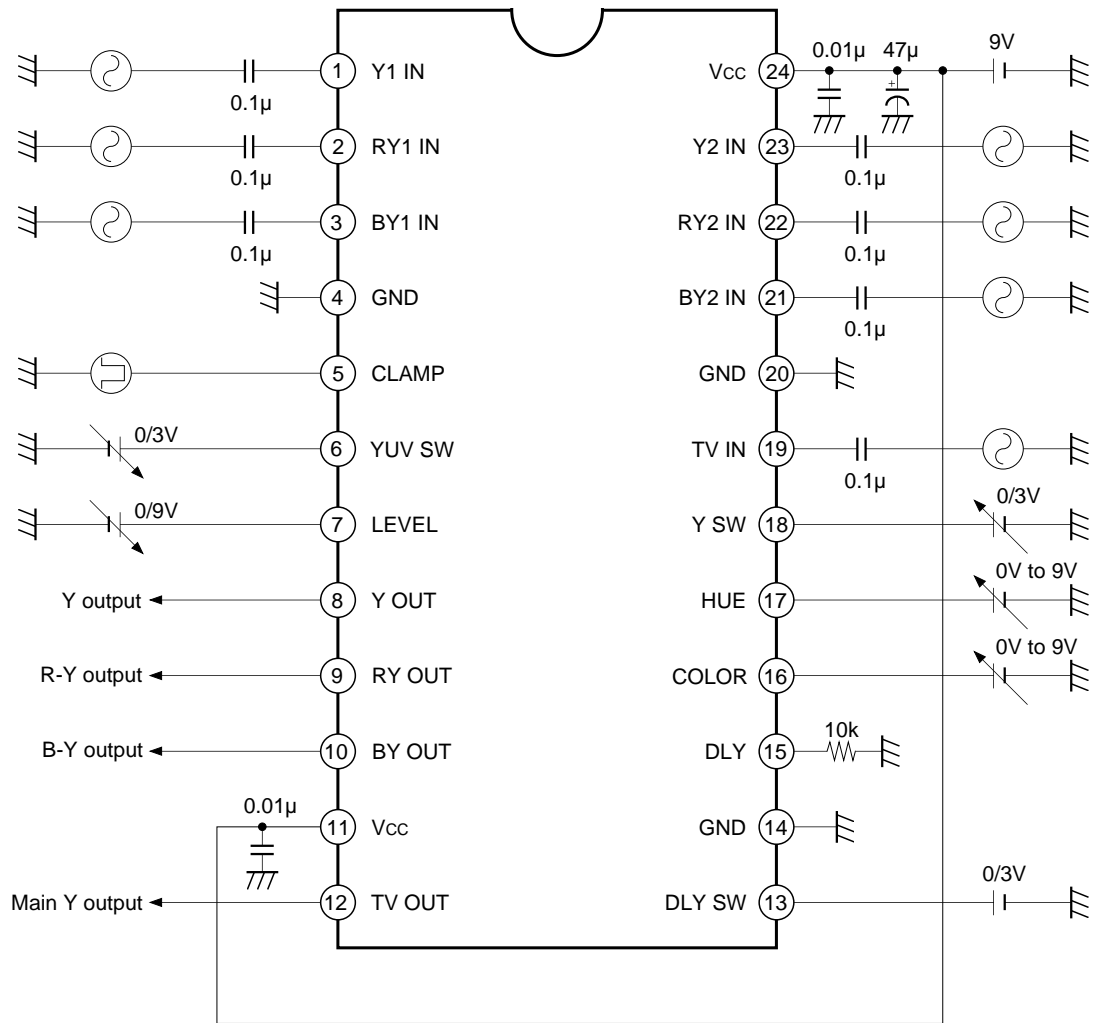 0.01µ 47µ 9V
1 Y1 IN Vcc 24
0.1µ
2 RY1 IN Y2 IN 23
0.1µ 0.1µ
3 BY1 IN RY2 IN 22
0.1µ 0.1µ
4 GND BY2 IN 21
0.1µ
5 CLAMP GND 20
0/3V
6 YUV SW TV IN 19
0.1µ
0/9V 0/3V
7 LEVEL Y SW 18
0V to 9V
Y output 8 Y OUT HUE 17
0V to 9V
R-Y output 9 RY OUT COLOR 16
10k
B-Y output 10 BY OUT DLY 15
0.01µ
11 Vcc GND 14
0/3V
Main Y output 12 TV OUT DLY SW 13